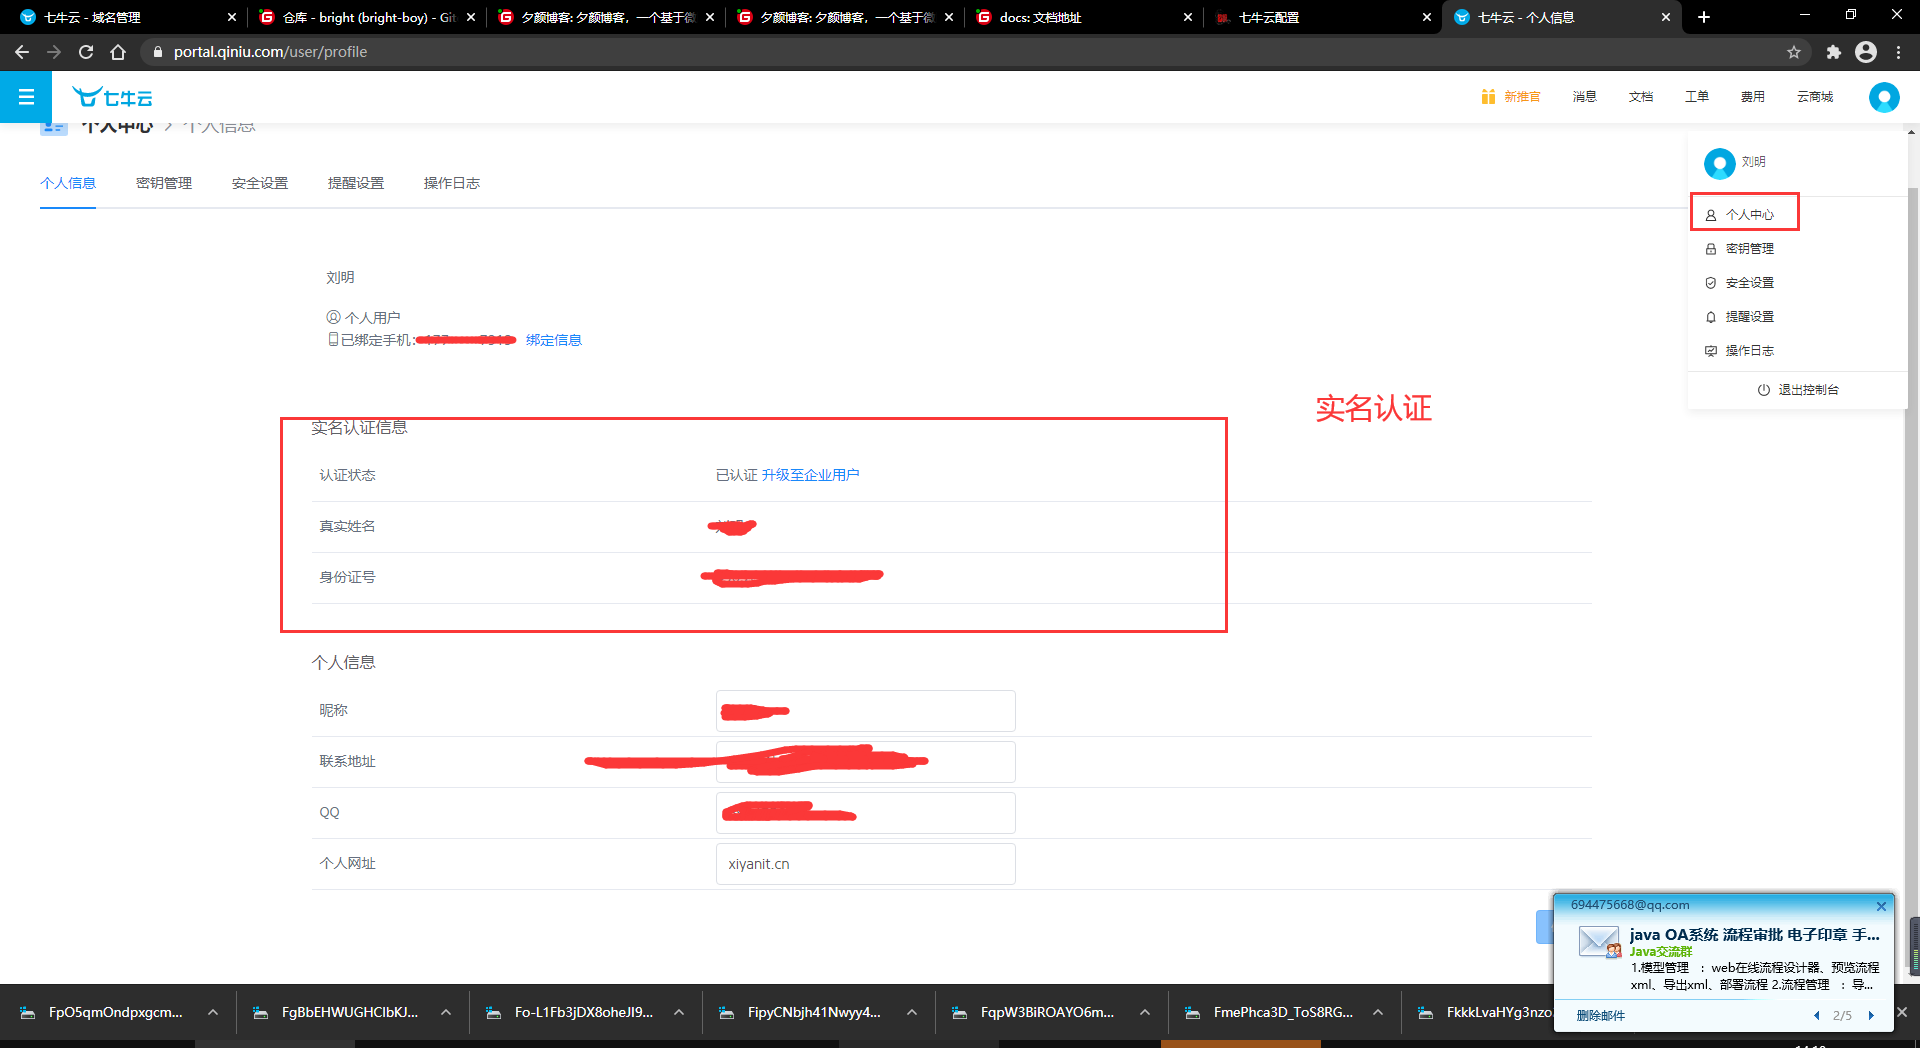 七牛云 - 域名管理
仓库 - bright (bright-boy) - Git
夕颜博客: 夕颜博客，一个基于微
夕颜博客: 夕颜博客，一个基于微
docs: 文档地址
七牛云配置
七牛云 - 个人信息
portal.qiniu.com/user/profile
七牛云
新推官
消息
文档
工单
费用
云商城
个人中心 > 个人信息
个人信息
密钥管理
安全设置
提醒设置
操作日志
刘明
个人中心
密钥管理
安全设置
提醒设置
操作日志
退出控制台
刘明
个人用户
已绑定手机: 绑定信息
实名认证
实名认证信息
认证状态
已认证 升级至企业用户
真实姓名
身份证号
个人信息
昵称
联系地址
QQ
个人网址
xiyanit.cn
694475668@qq.com
java OA系统 流程审批 电子印章 手...
Java交流群
1.模型管理 ：web在线流程设计器、预览流程
xml、导出xml、部署流程 2.流程管理 ：导...
删除邮件
2/5
FpO5qmOndpxgcm...
FgBbEHWUGHClbKJ...
Fo-L1Fb3jDX8oheJI9...
FipyCNbjh41Nwyy4...
FqpW3BiROAYO6m...
FmePhca3D_ToS8RG...
FkkkLvaHYg3nzo